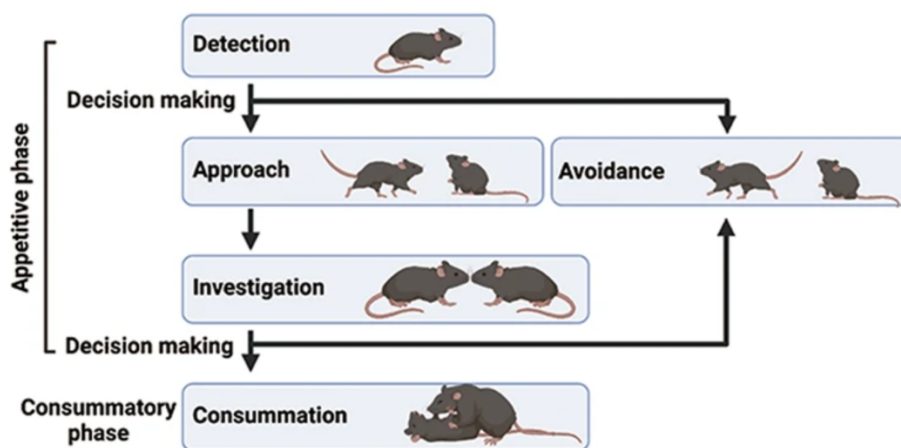 Detection
Decision making
Appetitive phase
Approach
Avoidance
Investigation
Decision making
Consummatory
phase
Consummation